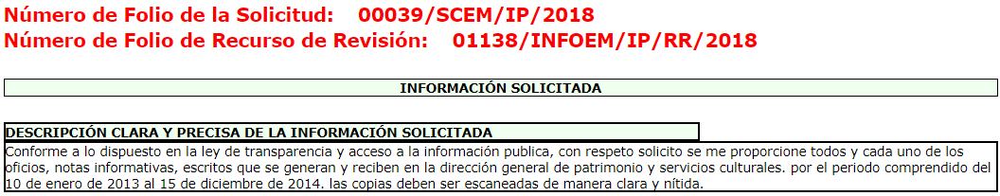 Número de Folio de la Solicitud: 00039/SCEM/IP/2018
Número de Folio de Recurso de Revisión: 01138/INFOEM/IP/RR/2018
INFORMACIÓN SOLICITADA
DESCRIPCIÓN CLARA Y PRECISA DE LA INFORMACIÓN SOLICITADA
Conforme a lo dispuesto en la ley de transparencia y acceso a la información publica, con respeto solicito se me proporcione todos y cada uno de los
oficios, notas informativas, escritos que se generan y reciben en la dirección general de patrimonio y servicios culturales. por el periodo comprendido del
10 de enero de 2013 al 15 de diciembre de 2014. las copias deben ser escaneadas de manera clara y nítida.